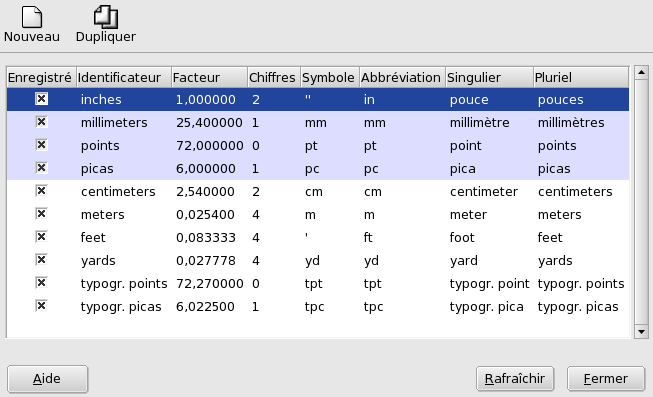 Nouveau Dupliquer
Enregistré Identificateur Facteur Chiffres Symbole Abbréviation Singulier Pluriel
inches 1,000000 2 " in pouce pouces
millimeters 25,400000 1 mm mm millimètre millimètres
points 72,000000 0 pt pt point points
picas 6,000000 1 pc pc pica picas
centimeters 2,540000 2 cm cm centimeter centimeters
meters 0,025400 4 m m meter meters
feet 0,083333 4 ' ft foot feet
yards 0,027778 4 yd yd yard yards
typogr. points 72,270000 0 tpt tpt typogr. point typogr. points
typogr. picas 6,022500 1 tpc tpc typogr. pica typogr. picas
Aide Rafraîchir Fermer